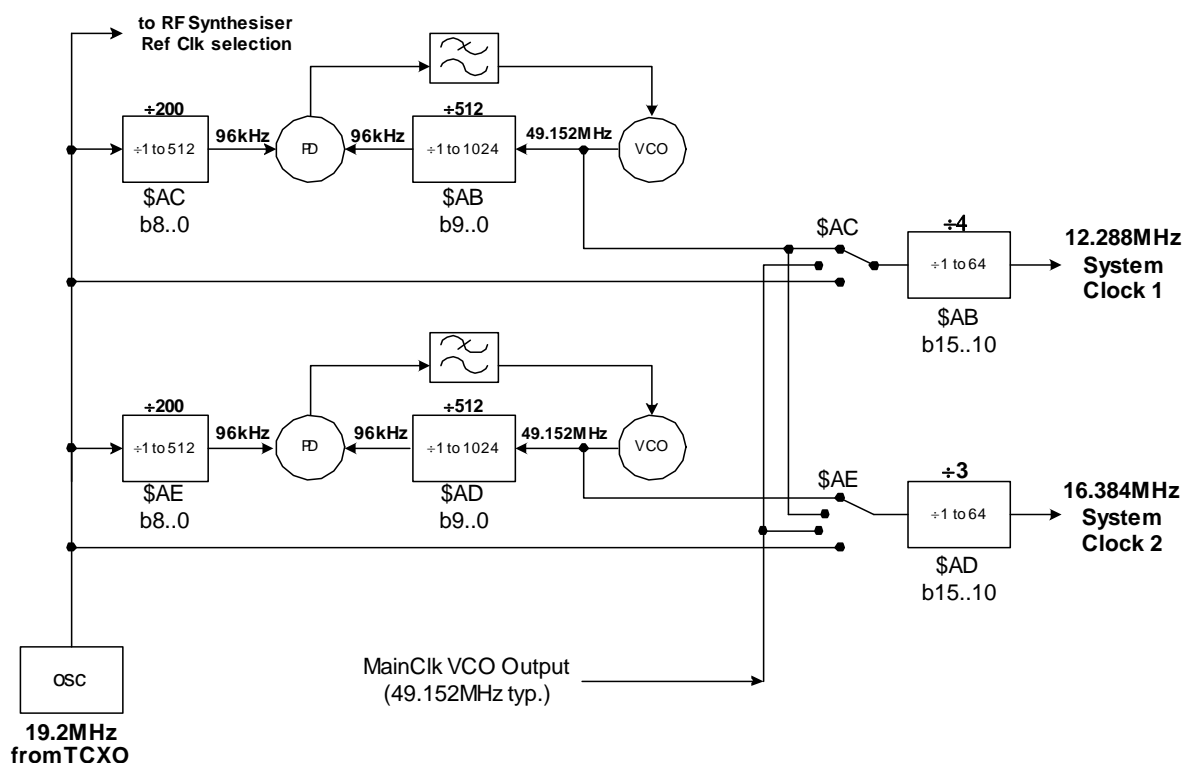 to RF Synthesiser
Ref Clk selection
÷200
÷512
÷1 to 512
96kHz
PD
96kHz
÷1 to 1024
49.152MHz
VCO
$AC
b8..0
$AB
b9..0
$AC
÷4
÷1 to 64
12.288MHz
System
Clock 1
$AB
b15..10
÷200
÷512
÷1 to 512
96kHz
PD
96kHz
÷1 to 1024
49.152MHz
VCO
$AE
b8..0
$AD
b9..0
$AE
÷3
÷1 to 64
16.384MHz
System
Clock 2
$AD
b15..10
OSC
19.2MHz
from TCXO
MainClk VCO Output
(49.152MHz typ.)